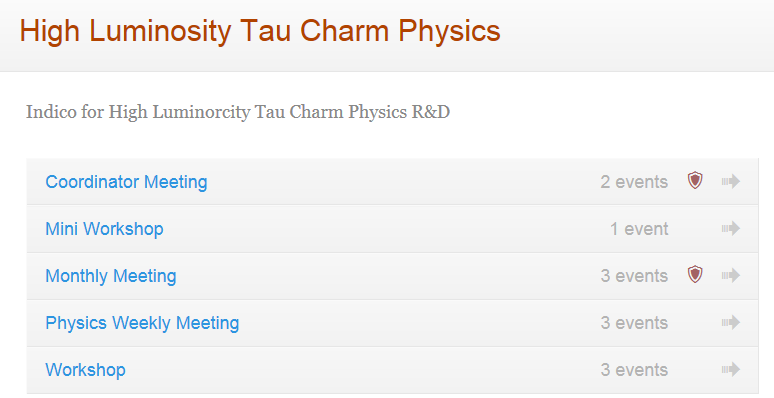 High Luminosity Tau Charm Physics
Indico for High Luminorcity Tau Charm Physics R&D
Coordinator Meeting 2 events
Mini Workshop 1 event
Monthly Meeting 3 events
Physics Weekly Meeting 3 events
Workshop 3 events